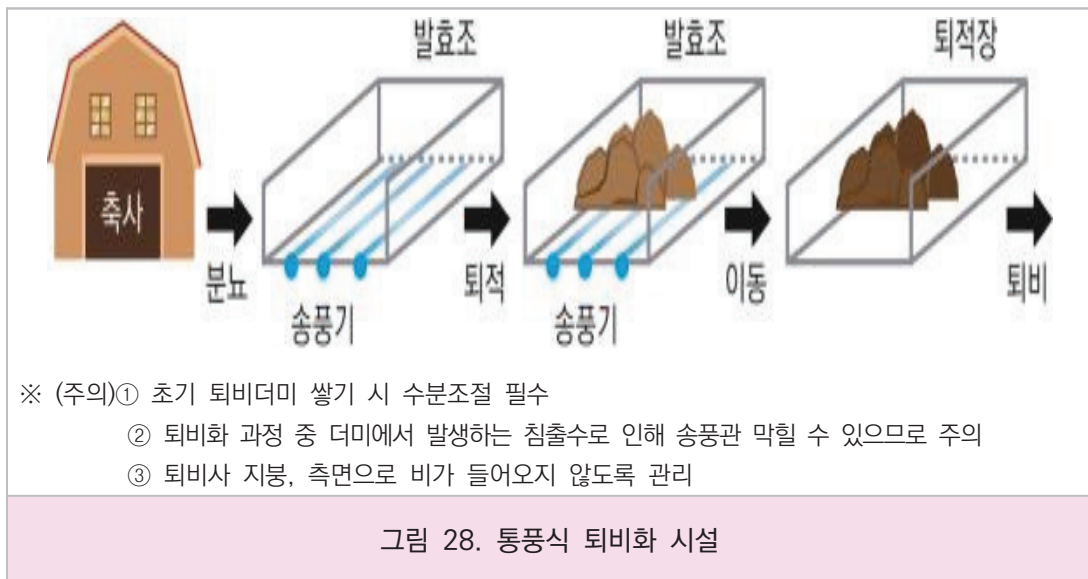 발효조
발효조
퇴적장
축사
분뇨
퇴적
이동
퇴비
송풍기
송풍기
※ (주의)① 초기 퇴비더미 쌓기 시 수분조절 필수
② 퇴비화 과정 중 더미에서 발생하는 침출수로 인해 송풍관 막힐 수 있으므로 주의
③ 퇴비사 지붕, 측면으로 비가 들어오지 않도록 관리
그림 28. 통풍식 퇴비화 시설